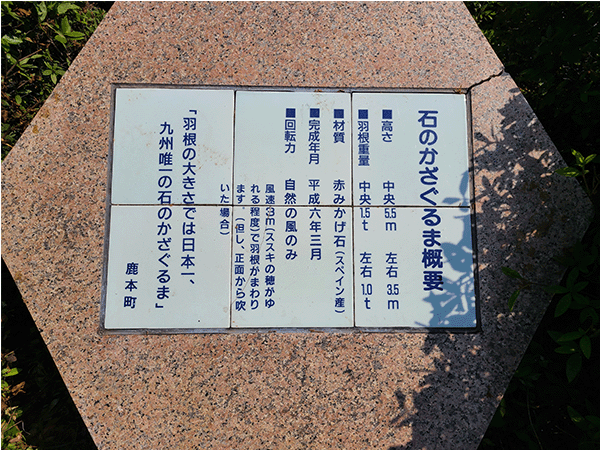 石のかざぐるま概要
■高さ 中央5.5m 左右3.5m
■羽根重量 中央1.5t 左右1.0t
■材質 赤みかげ石(スペイン産)
■完成年月 平成六年三月
■回転力 自然の風のみ
風速3m(ススキの穂がゆ
れる程度)で羽根がまわり
ます。(但し、正面から吹
いた場合)
「羽根の大きさでは日本一、
九州唯一の石のかざぐるま」
鹿本町